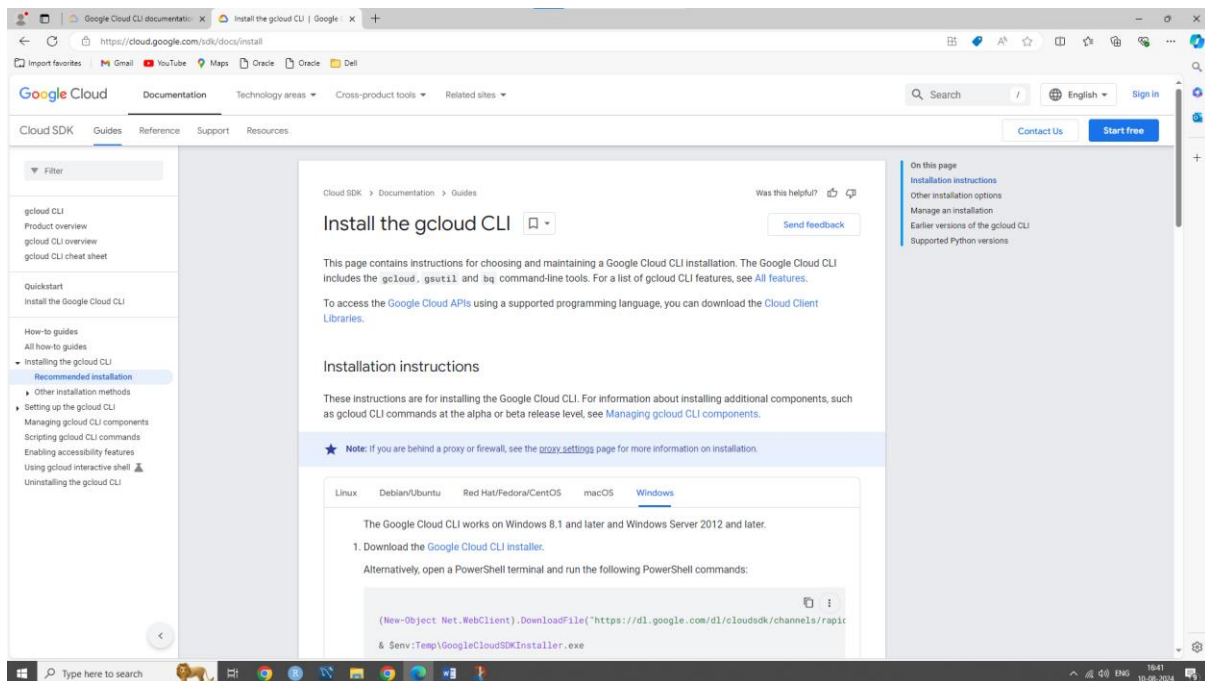 Google Cloud CLI documentatio
Install the gcloud CLI | Google
https://cloud.google.com/sdk/docs/install
Import favorites
Gmail
YouTube
Maps
Oracle
Oracle
Dell
Google Cloud
Documentation
Technology areas
Cross-product tools
Related sites
Search
/
English
Sign in
Cloud SDK
Guides
Reference
Support
Resources
Contact Us
Start free
Filter
gcloud CLI
Product overview
gcloud CLI overview
gcloud CLI cheat sheet
Quickstart
Install the Google Cloud CLI
How-to guides
All how-to guides
Installing the gcloud CLI
Recommended installation
Other installation methods
Setting up the gcloud CLI
Managing gcloud CLI components
Scripting gcloud CLI commands
Enabling accessibility features
Using gcloud interactive shell
Uninstalling the gcloud CLI
Cloud SDK > Documentation > Guides
Was this helpful?
Install the gcloud CLI
Send feedback
This page contains instructions for choosing and maintaining a Google Cloud CLI installation. The Google Cloud CLI
includes the gcloud, gsutil and bq command-line tools. For a list of gcloud CLI features, see All features.
To access the Google Cloud APIs using a supported programming language, you can download the Cloud Client
Libraries.
Installation instructions
These instructions are for installing the Google Cloud CLI. For information about installing additional components, such
as gcloud CLI commands at the alpha or beta release level, see Managing gcloud CLI components.
Note: If you are behind a proxy or firewall, see the proxy settings page for more information on installation.
Linux
Debian/Ubuntu
Red Hat/Fedora/CentOS
macOS
Windows
The Google Cloud CLI works on Windows 8.1 and later and Windows Server 2012 and later.
1. Download the Google Cloud CLI installer.
Alternatively, open a PowerShell terminal and run the following PowerShell commands:
(New-Object Net.WebClient).DownloadFile("https://dl.google.com/dl/cloudsdk/channels/rapid
& $env:Temp\GoogleCloudSDKInstaller.exe
On this page
Installation instructions
Other installation options
Manage an installation
Earlier versions of the gcloud CLI
Supported Python versions
Type here to search
ENG
16:41
10-08-2024